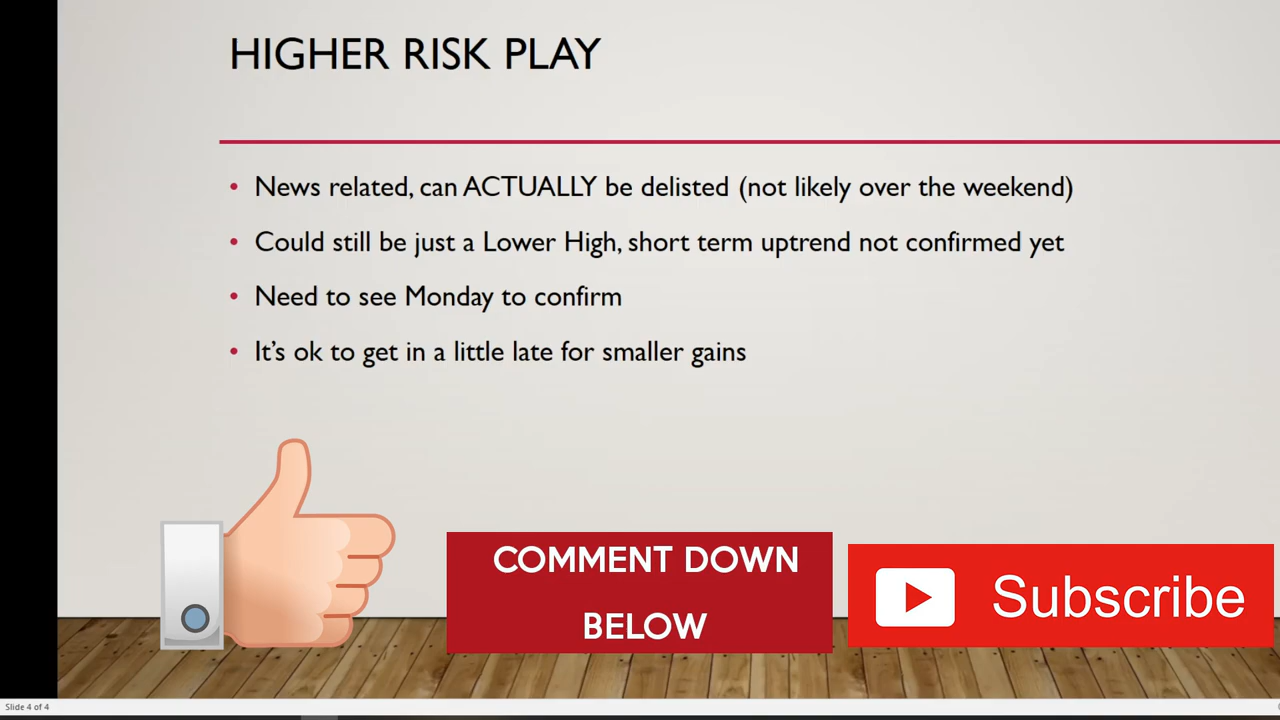 HIGHER RISK PLAY
• News related, can ACTUALLY be delisted (not likely over the weekend)
• Could still be just a Lower High, short term uptrend not confirmed yet
• Need to see Monday to confirm
• It's ok to get in a little late for smaller gains
COMMENT DOWN
BELOW
Subscribe
Slide 4 of 4